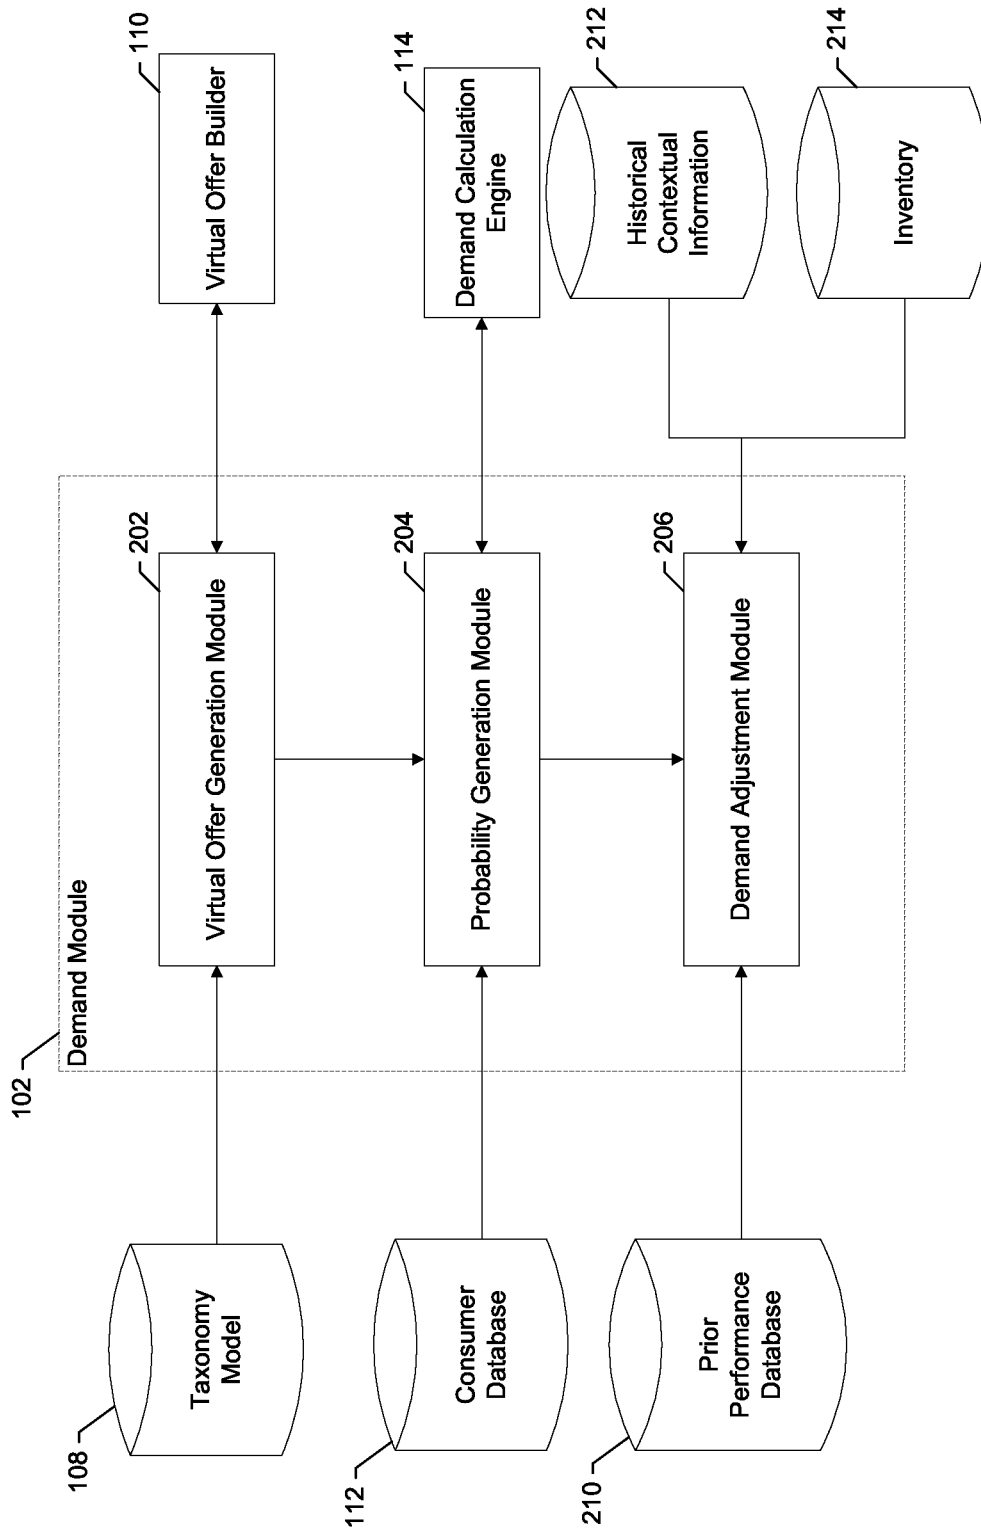 102
Demand Module
108
Taxonomy
Model
202
Virtual Offer Generation Module
110
Virtual Offer Builder
112
Consumer
Database
204
Probability Generation Module
114
Demand Calculation
Engine
210
Prior
Performance
Database
206
Demand Adjustment Module
212
Historical
Contextual
Information
214
Inventory